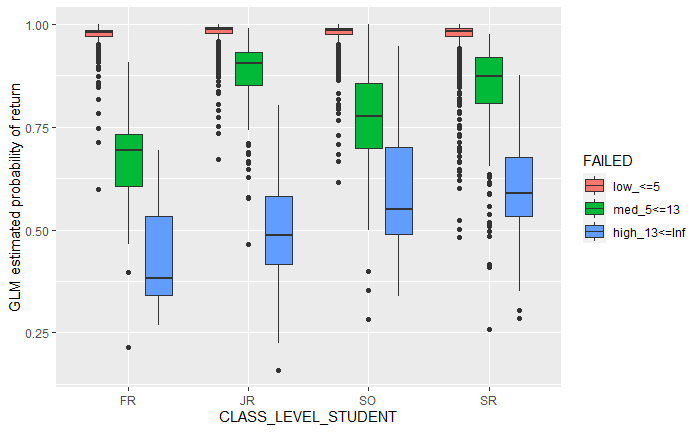 GLM estimated probability of return
1.00
0.75
0.50
0.25
FR
JR
SO
SR
CLASS_LEVEL_STUDENT
FAILED
low_<=5
med_5<=13
high_13<=Inf